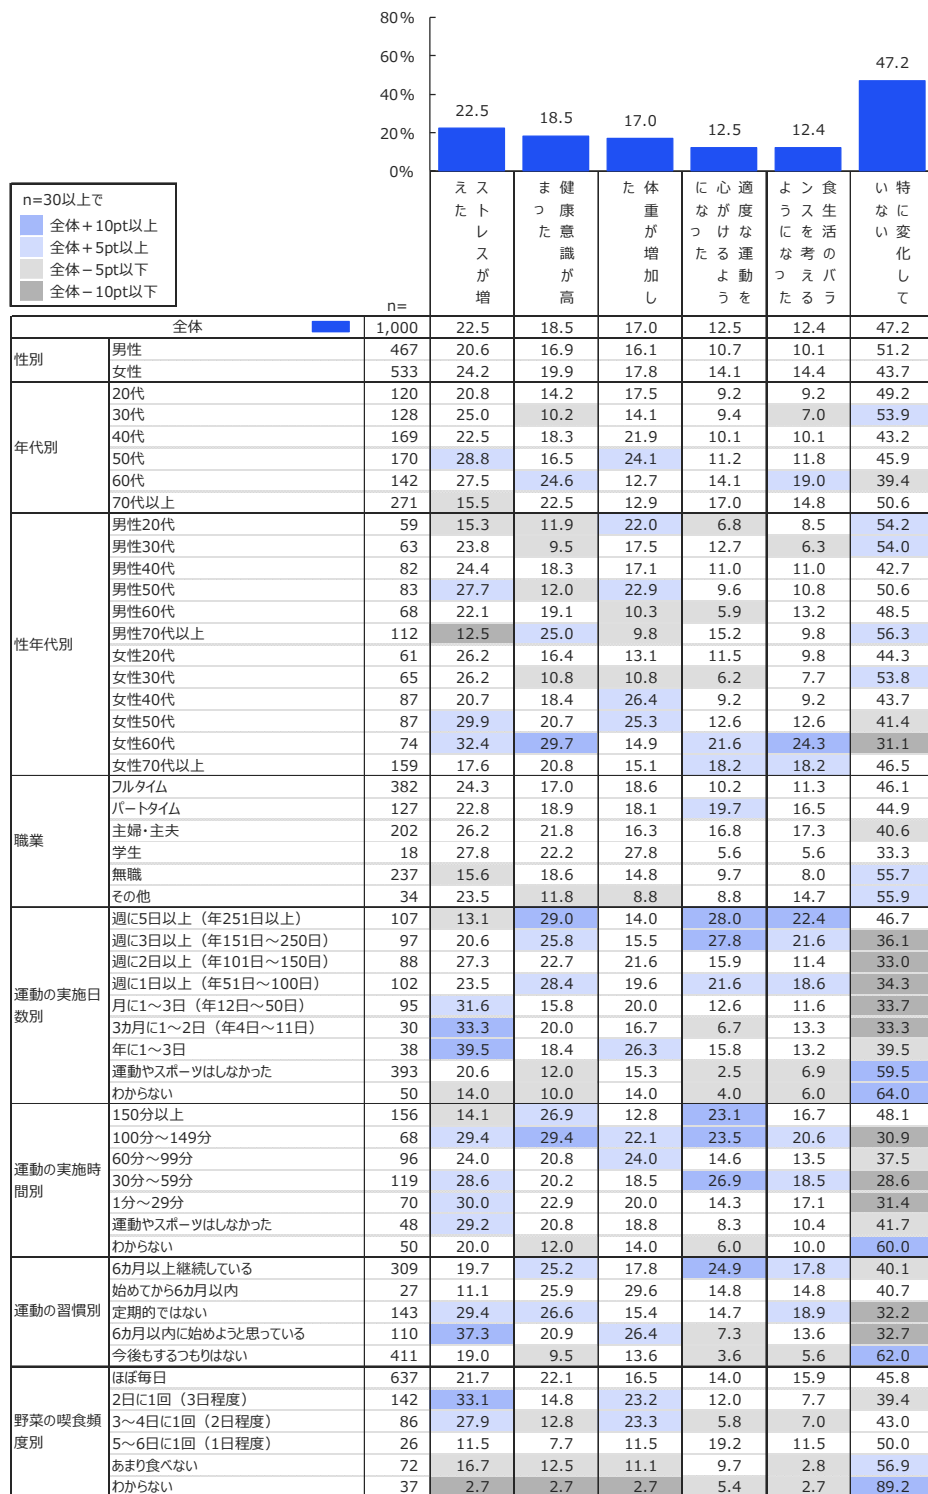 80%
60%
40%
20%
0%
22.5
18.5
17.0
12.5
12.4
47.2
ストレスが増えた
健康意識が高まった
体重が増加した
適度な運動を心がけるようになった
食生活のバランスを考えるようになった
特に変化していない
n=30以上で
全体+10pt以上
全体+5pt以上
全体-5pt以下
全体-10pt以下
n=
全体 1,000 22.5 18.5 17.0 12.5 12.4 47.2
性別
男性 467 20.6 16.9 16.1 10.7 10.1 51.2
女性 533 24.2 19.9 17.8 14.1 14.4 43.7
年代別
20代 120 20.8 14.2 17.5 9.2 9.2 49.2
30代 128 25.0 10.2 14.1 9.4 7.0 53.9
40代 169 22.5 18.3 21.9 10.1 10.1 43.2
50代 170 28.8 16.5 24.1 11.2 11.8 45.9
60代 142 27.5 24.6 12.7 14.1 19.0 39.4
70代以上 271 15.5 22.5 12.9 17.0 14.8 50.6
性年代別
男性20代 59 15.3 11.9 22.0 6.8 8.5 54.2
男性30代 63 23.8 9.5 17.5 12.7 6.3 54.0
男性40代 82 24.4 18.3 17.1 11.0 11.0 42.7
男性50代 83 27.7 12.0 22.9 9.6 10.8 50.6
男性60代 68 22.1 19.1 10.3 5.9 13.2 48.5
男性70代以上 112 12.5 25.0 9.8 15.2 9.8 56.3
女性20代 61 26.2 16.4 13.1 11.5 9.8 44.3
女性30代 65 26.2 10.8 10.8 6.2 7.7 53.8
女性40代 87 20.7 18.4 26.4 9.2 9.2 43.7
女性50代 87 29.9 20.7 25.3 12.6 12.6 41.4
女性60代 74 32.4 29.7 14.9 21.6 24.3 31.1
女性70代以上 159 17.6 20.8 15.1 18.2 18.2 46.5
職業
フルタイム 382 24.3 17.0 18.6 10.2 11.3 46.1
パートタイム 127 22.8 18.9 18.1 19.7 16.5 44.9
主婦・主夫 202 26.2 21.8 16.3 16.8 17.3 40.6
学生 18 27.8 22.2 27.8 5.6 5.6 33.3
無職 237 15.6 18.6 14.8 9.7 8.0 55.7
その他 34 23.5 11.8 8.8 8.8 14.7 55.9
運動の実施日数別
週に5日以上（年251日以上） 107 13.1 29.0 14.0 28.0 22.4 46.7
週に3日以上（年151日～250日） 97 20.6 25.8 15.5 27.8 21.6 36.1
週に2日以上（年101日～150日） 88 27.3 22.7 21.6 15.9 11.4 33.0
週に1日以上（年51日～100日） 102 23.5 28.4 19.6 21.6 18.6 34.3
月に1～3日（年12日～50日） 95 31.6 15.8 20.0 12.6 11.6 33.7
3カ月に1～2日（年4日～11日） 30 33.3 20.0 16.7 6.7 13.3 33.3
年に1～3日 38 39.5 18.4 26.3 15.8 13.2 39.5
運動やスポーツはしなかった 393 20.6 12.0 15.3 2.5 6.9 59.5
わからない 50 14.0 10.0 14.0 4.0 6.0 64.0
運動の実施時間別
150分以上 156 14.1 26.9 12.8 23.1 16.7 48.1
100分～149分 68 29.4 29.4 22.1 23.5 20.6 30.9
60分～99分 96 24.0 20.8 24.0 14.6 13.5 37.5
30分～59分 119 28.6 20.2 18.5 26.9 18.5 28.6
1分～29分 70 30.0 22.9 20.0 14.3 17.1 31.4
運動やスポーツはしなかった 48 29.2 20.8 18.8 8.3 10.4 41.7
わからない 50 20.0 12.0 14.0 6.0 10.0 60.0
運動の習慣別
6カ月以上継続している 309 19.7 25.2 17.8 24.9 17.8 40.1
始めてから6カ月以内 27 11.1 25.9 29.6 14.8 14.8 40.7
定期的ではない 143 29.4 26.6 15.4 14.7 18.9 32.2
6カ月以内に始めようと思っている 110 37.3 20.9 26.4 7.3 13.6 32.7
今後もするつもりはない 411 19.0 9.5 13.6 3.6 5.6 62.0
野菜の喫食頻度別
ほぼ毎日 637 21.7 22.1 16.5 14.0 15.9 45.8
2日に1回（3日程度） 142 33.1 14.8 23.2 12.0 7.7 39.4
3～4日に1回（2日程度） 86 27.9 12.8 23.3 5.8 7.0 43.0
5～6日に1回（1日程度） 26 11.5 7.7 11.5 19.2 11.5 50.0
あまり食べない 72 16.7 12.5 11.1 9.7 2.8 56.9
わからない 37 2.7 2.7 2.7 5.4 2.7 89.2